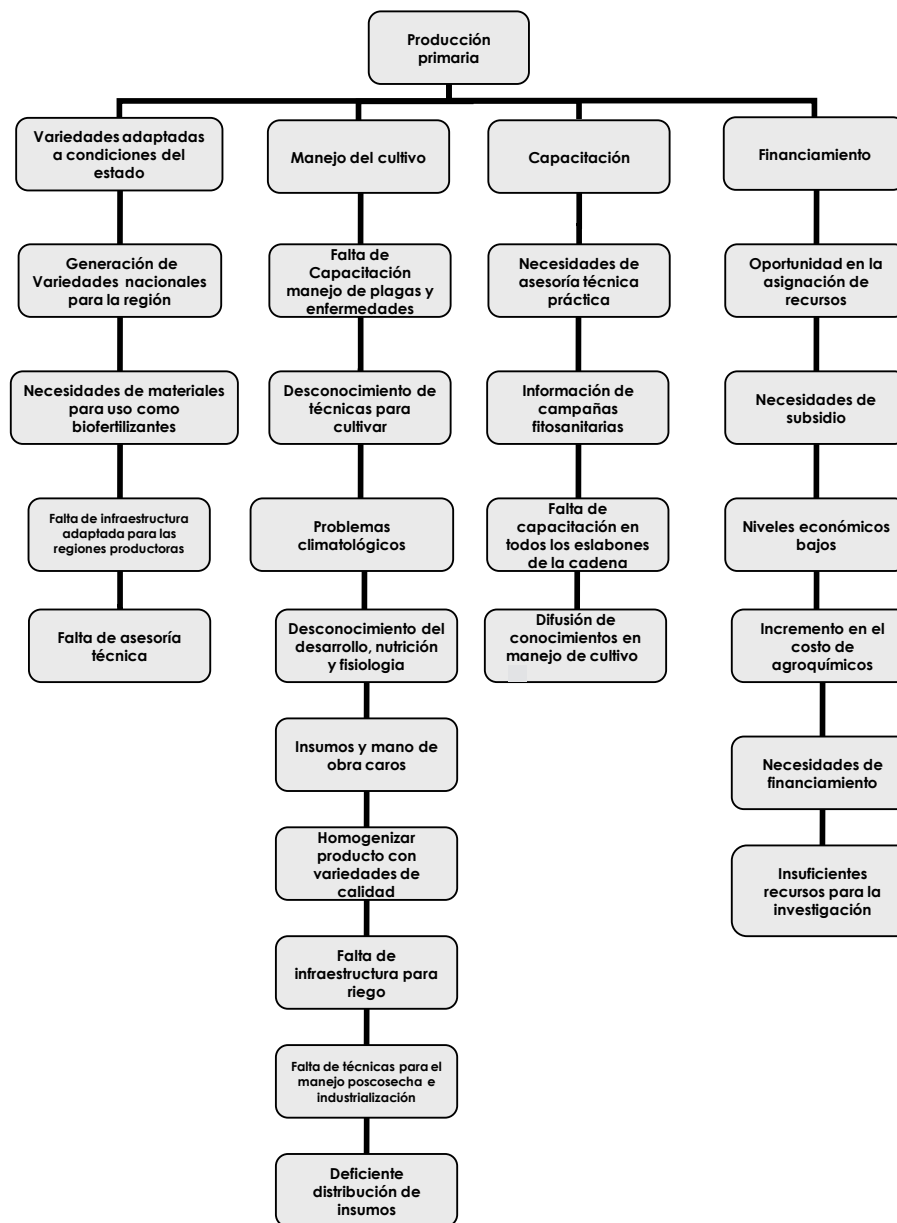 Producción
primaria
Variedades adaptadas
a condiciones del
estado
Generación de
Variedades nacionales
para la región
Necesidades de materiales
para uso como
biofertilizantes
Falta de infraestructura
adaptada para las
regiones productoras
Falta de asesoría
técnica
Manejo del cultivo
Falta de
Capacitación
manejo de plagas y
enfermedades
Desconocimiento de
técnicas para
cultivar
Problemas
climatológicos
Desconocimiento del
desarrollo, nutrición
y fisiologia
Insumos y mano de
obra caros
Homogenizar
producto con
variedades de
calidad
Falta de
infraestructura para
riego
Falta de técnicas para el
manejo poscosecha e
industrialización
Deficiente
distribución de
insumos
Capacitación
Necesidades de
asesoría técnica
práctica
Información de
campañas
fitosanitarias
Falta de
capacitación en
todos los eslabones
de la cadena
Difusión de
conocimientos en
manejo de cultivo
Financiamiento
Oportunidad en la
asignación de
recursos
Necesidades de
subsidio
Niveles económicos
bajos
Incremento en el
costo de
agroquímicos
Necesidades de
financiamiento
Insuficientes
recursos para la
investigación